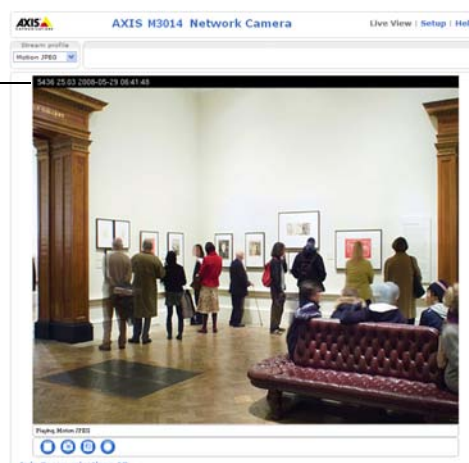 AXIS
COMMUNICATIONS
AXIS M3014 Network Camera
Live View | Setup | Hel
Stream profile
Motion JPEG
5436 25.03 2008-05-29 06:41:48
Playing Motion JPEG